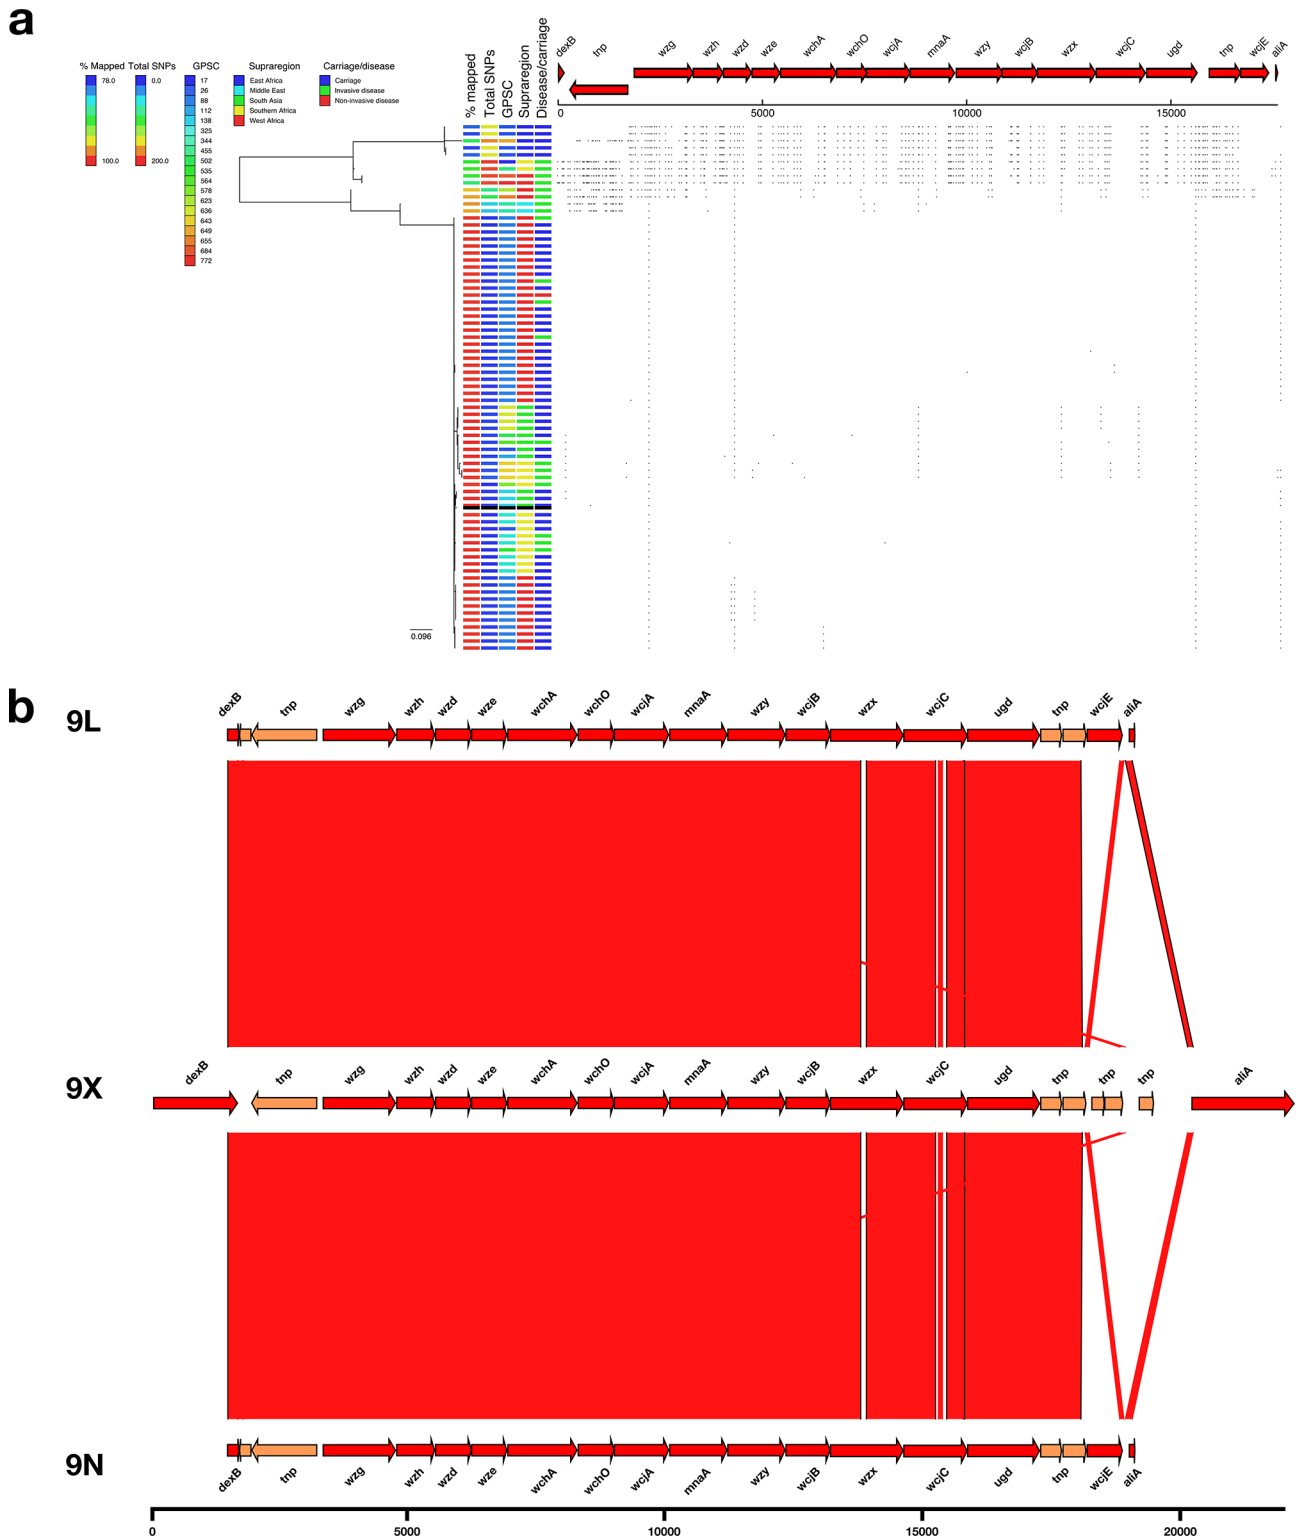 a
% Mapped Total SNPs GPSC Supraregion Carriage/disease
78.0 0.0 17 East Africa Carriage
26 Middle East Invasive disease
88 South Asia Non-invasive disease
112 Southern Africa
138 West Africa
325
344
455
100.0 200.0 502
535
564
578
623
636
643
649
655
684
772
% mapped Total SNPs GPSC Supraregion Disease/carriage
dexB tnp wzg wzh wzd wze wchA wchO wcjA mnaA wzy wcjB wzx wcjC ugd tnp wcjE aliA
0 5000 10000 15000
0.096
b
9L
dexB tnp wzg wzh wzd wze wchA wchO wcjA mnaA wzy wcjB wzx wcjC ugd tnp wcjE aliA
9X
dexB tnp wzg wzh wzd wze wchA wchO wcjA mnaA wzy wcjB wzx wcjC ugd tnp tnp tnp aliA
9N
dexB tnp wzg wzh wzd wze wchA wchO wcjA mnaA wzy wcjB wzx wcjC ugd tnp wcjE aliA
0 5000 10000 15000 20000